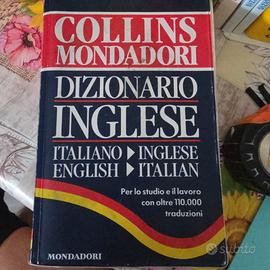 COLLINS
MONDADORI
DIZIONARIO
INGLESE
ITALIANO ▶ INGLESE
ENGLISH ▶ ITALIAN
Per lo studio e il lavoro
con oltre 110.000
traduzioni
MONDADORI
subito